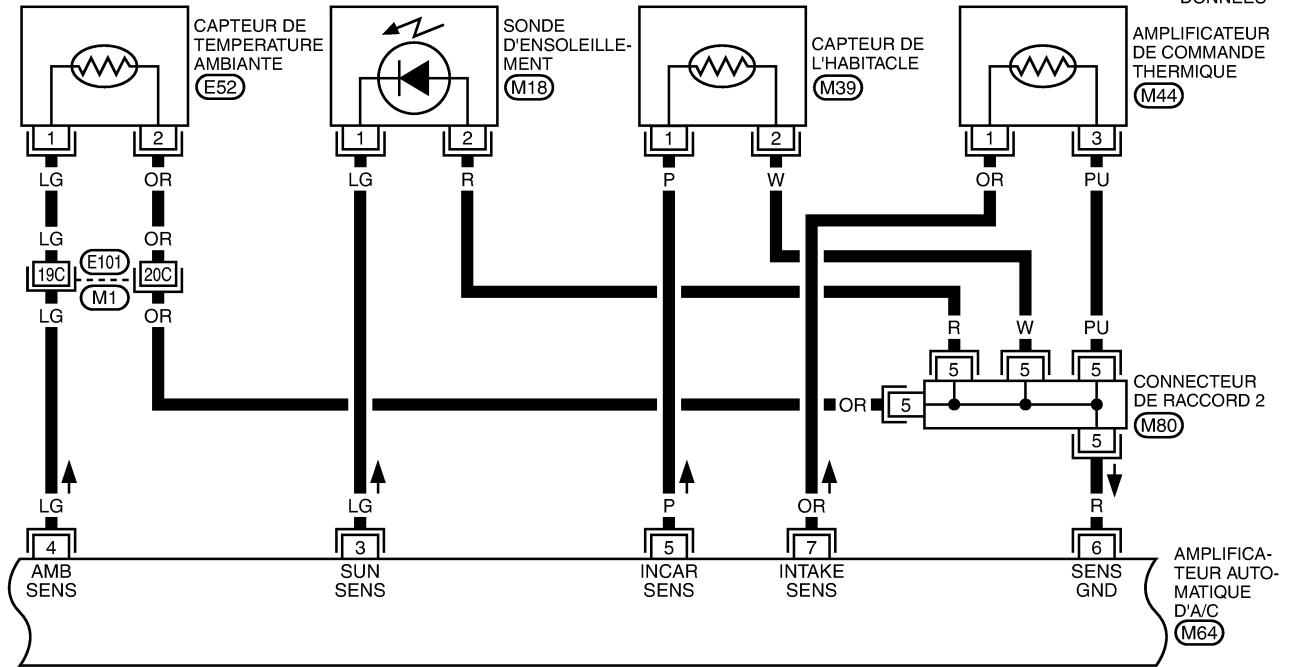 DONNEES
CAPTEUR DE
TEMPERATURE
AMBIANTE
E52
SONDE
D'ENSOLEILLE-
MENT
M18
CAPTEUR DE
L'HABITACLE
M39
AMPLIFICATEUR
DE COMMANDE
THERMIQUE
M44
1 2 1 2 1 2 1 3
LG OR LG R P W OR PU
LG OR
19C E101 20C
M1
LG OR
R W PU
5 5 5
OR 5
CONNECTEUR
DE RACCORD 2
M80
5
LG LG P OR R
4 3 5 7 6
AMB
SENS
SUN
SENS
INCAR
SENS
INTAKE
SENS
SENS
GND
AMPLIFICA-
TEUR AUTO-
MATIQUE
D'A/C
M64